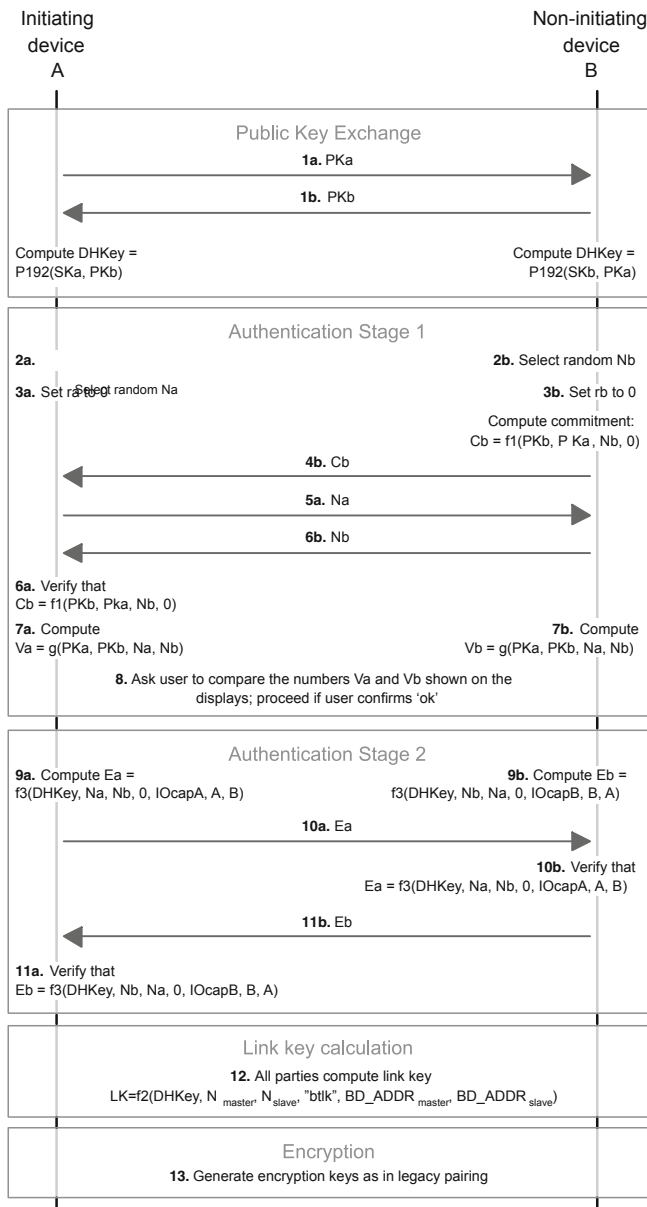 Initiating
device
A
Non-initiating
device
B
Public Key Exchange
1a. PKa
1b. PKb
Compute DHKey =
P192(SKa, PKb)
Compute DHKey =
P192(SKb, PKa)
Authentication Stage 1
2a.
2b. Select random Nb
3a. Set ra to 0
Select random Na
3b. Set rb to 0
Compute commitment:
Cb = f1(PKb, P Ka, Nb, 0)
4b. Cb
5a. Na
6b. Nb
6a. Verify that
Cb = f1(PKb, Pka, Nb, 0)
7a. Compute
Va = g(PKa, PKb, Na, Nb)
7b. Compute
Vb = g(PKa, PKb, Na, Nb)
8. Ask user to compare the numbers Va and Vb shown on the
displays; proceed if user confirms ‘ok’
Authentication Stage 2
9a. Compute Ea =
f3(DHKey, Na, Nb, 0, IOcapA, A, B)
9b. Compute Eb =
f3(DHKey, Nb, Na, 0, IOcapB, B, A)
10a. Ea
10b. Verify that
Ea = f3(DHKey, Na, Nb, 0, IOcapA, A, B)
11b. Eb
11a. Verify that
Eb = f3(DHKey, Nb, Na, 0, IOcapB, B, A)
Link key calculation
12. All parties compute link key
LK=f2(DHKey, N master, N slave, "btlk", BD_ADDR master, BD_ADDR slave)
Encryption
13. Generate encryption keys as in legacy pairing